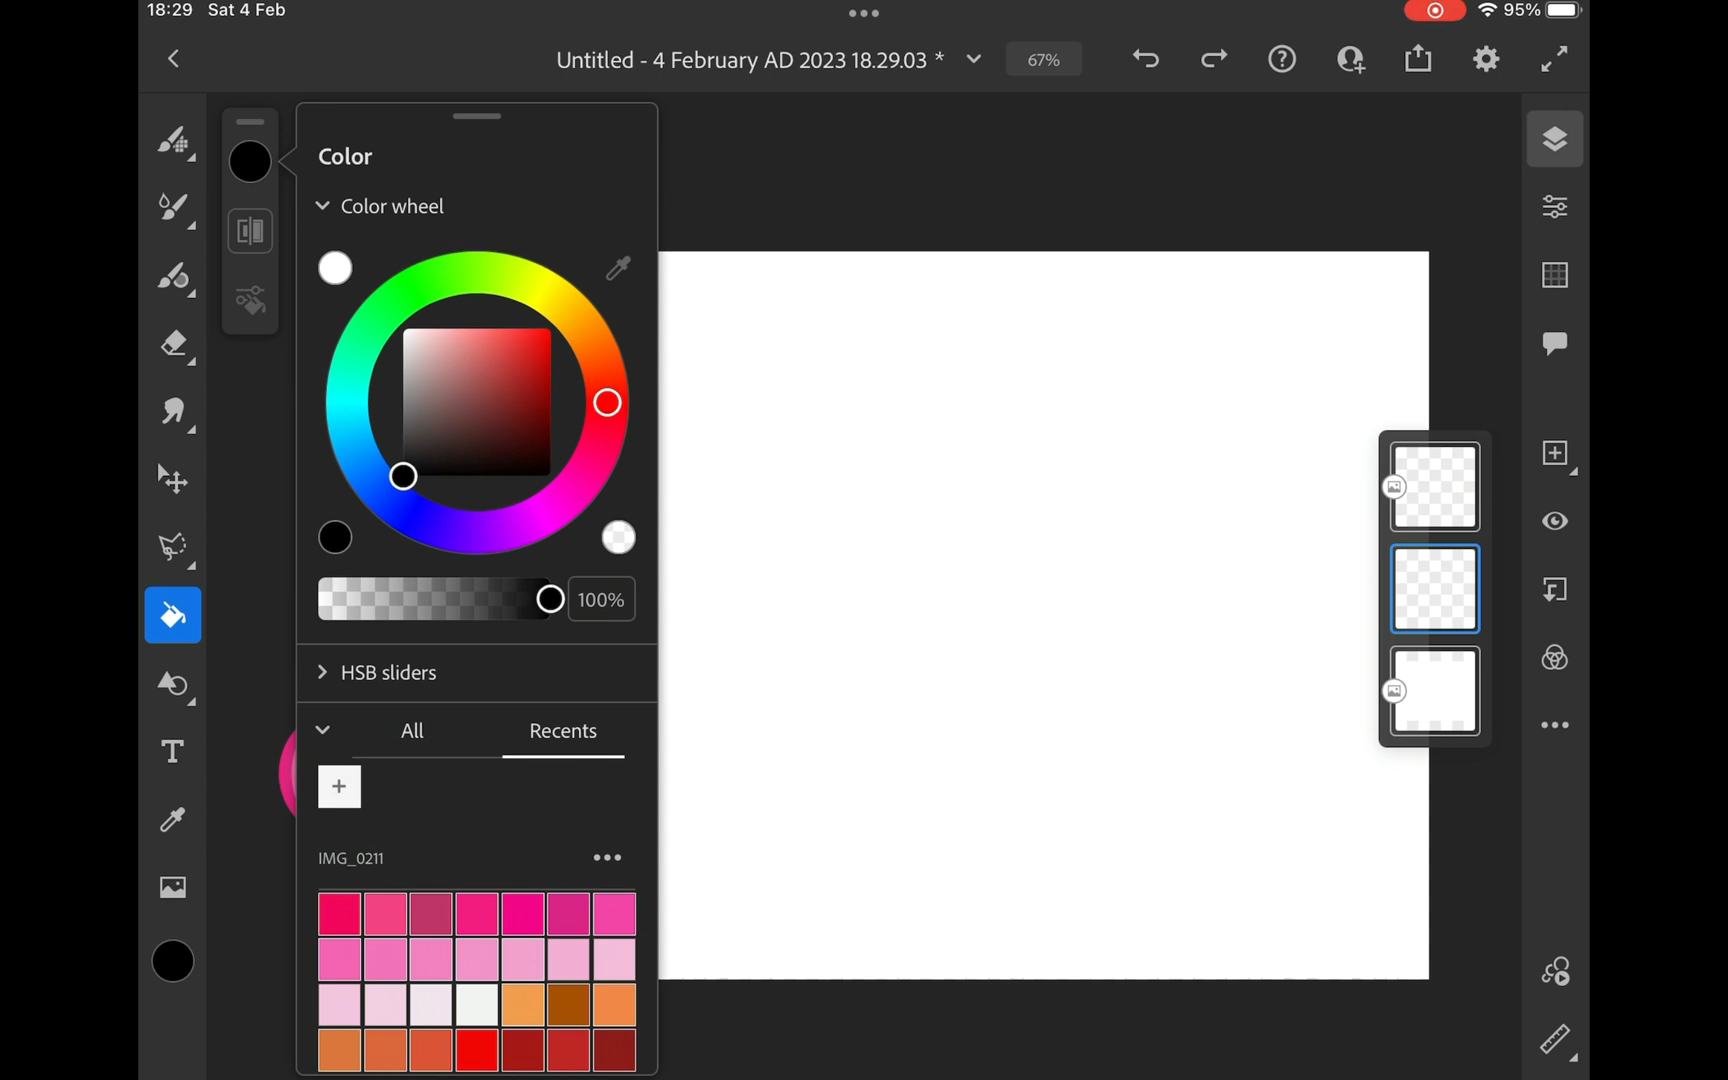 18:29 Sat 4 Feb
95%
Untitled - 4 February AD 2023 18.29.03 *
67%
Color
Color wheel
100%
HSB sliders
All Recents
IMG_0211